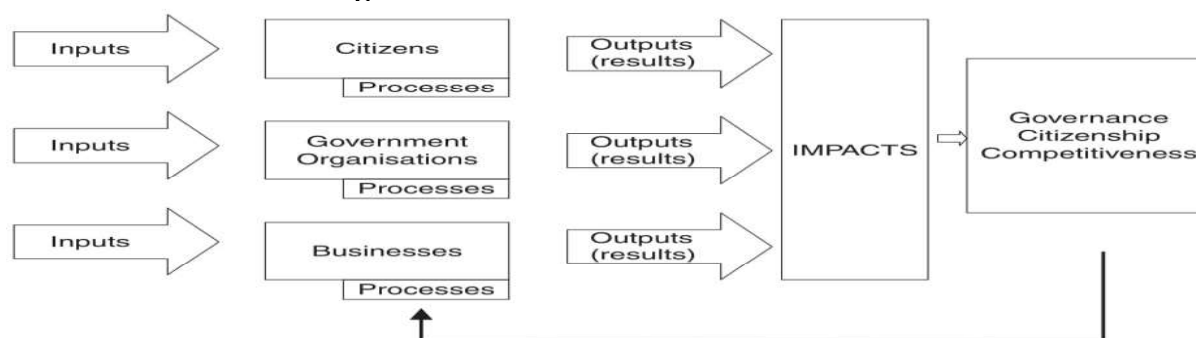 Inputs
Citizens
Processes
Outputs
(results)
Inputs
Government
Organisations
Processes
Outputs
(results)
IMPACTS
Governance
Citizenship
Competitiveness
Inputs
Businesses
Processes
Outputs
(results)